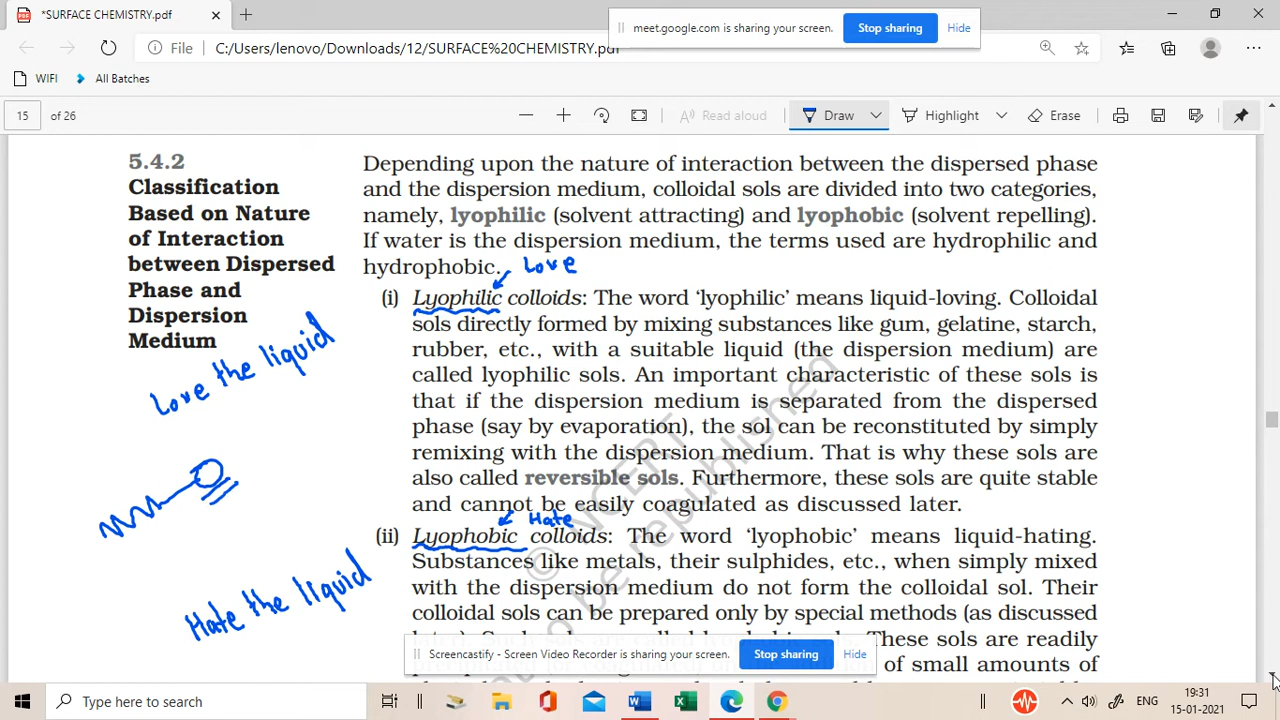 *SURFACE CHEMISTRY.pdf
meet.google.com is sharing your screen. Stop sharing Hide
File C:/Users/lenovo/Downloads/12/SURFACE%20CHEMISTRY.pdf
WIFI All Batches
15 of 26 Read aloud Draw Highlight Erase
5.4.2
Classification
Based on Nature
of Interaction
between Dispersed
Phase and
Dispersion
Medium
Love the liquid
Hate the liquid
Depending upon the nature of interaction between the dispersed phase
and the dispersion medium, colloidal sols are divided into two categories,
namely, lyophilic (solvent attracting) and lyophobic (solvent repelling).
If water is the dispersion medium, the terms used are hydrophilic and
hydrophobic.
Love
(i) Lyophilic colloids: The word ‘lyophilic’ means liquid-loving. Colloidal
sols directly formed by mixing substances like gum, gelatine, starch,
rubber, etc., with a suitable liquid (the dispersion medium) are
called lyophilic sols. An important characteristic of these sols is
that if the dispersion medium is separated from the dispersed
phase (say by evaporation), the sol can be reconstituted by simply
remixing with the dispersion medium. That is why these sols are
also called reversible sols. Furthermore, these sols are quite stable
and cannot be easily coagulated as discussed later.
Hate
(ii) Lyophobic colloids: The word ‘lyophobic’ means liquid-hating.
Substances like metals, their sulphides, etc., when simply mixed
with the dispersion medium do not form the colloidal sol. Their
colloidal sols can be prepared only by special methods (as discussed
These sols are readily
of small amounts of
© NCERT
be republished
Screencastify - Screen Video Recorder is sharing your screen. Stop sharing Hide
Type here to search
ENG
19:31
15-01-2021